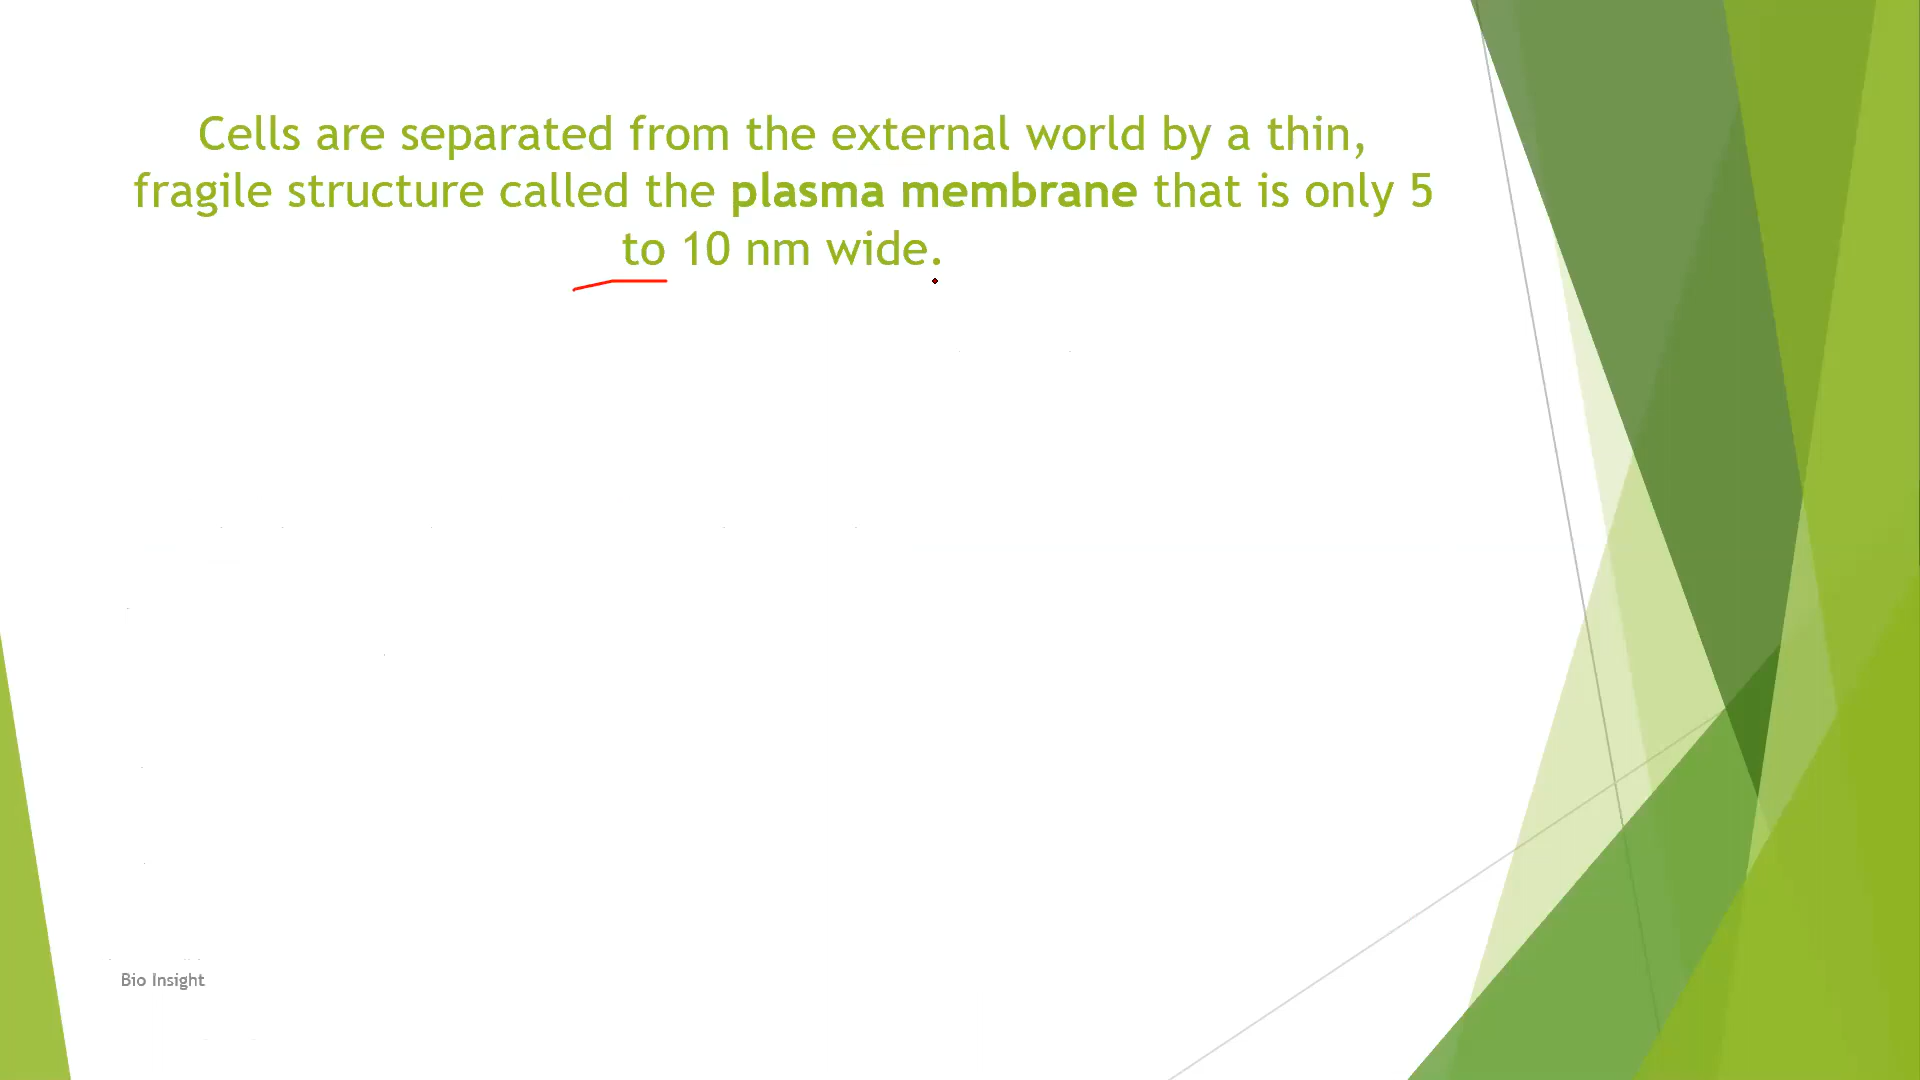 Cells are separated from the external world by a thin,
fragile structure called the plasma membrane that is only 5
to 10 nm wide.
Bio Insight